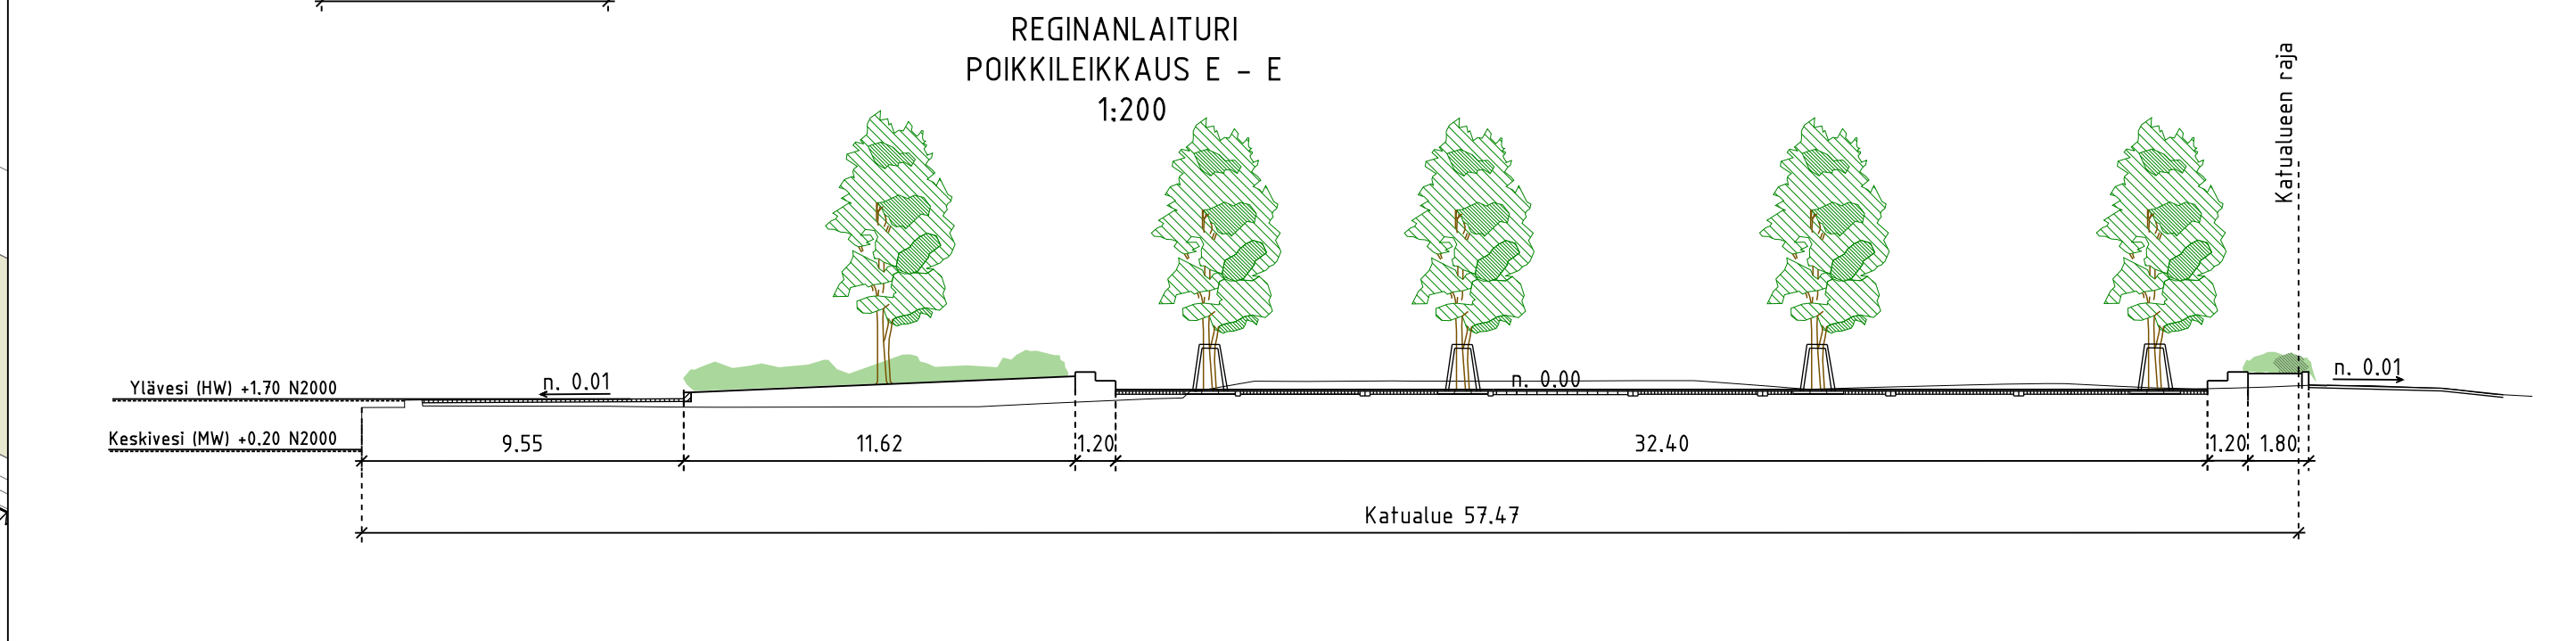 REGINANLAITURI
POIKKILEIKKAUS E - E
1:200
Katualueen raja
Ylävesi (HW) +1.70 N2000
n. 0.01
n. 0.00
n. 0.01
Keskivesi (MW) +0.20 N2000
9.55
11.62
1.20
32.40
1.20
1.80
Katualue 57.47